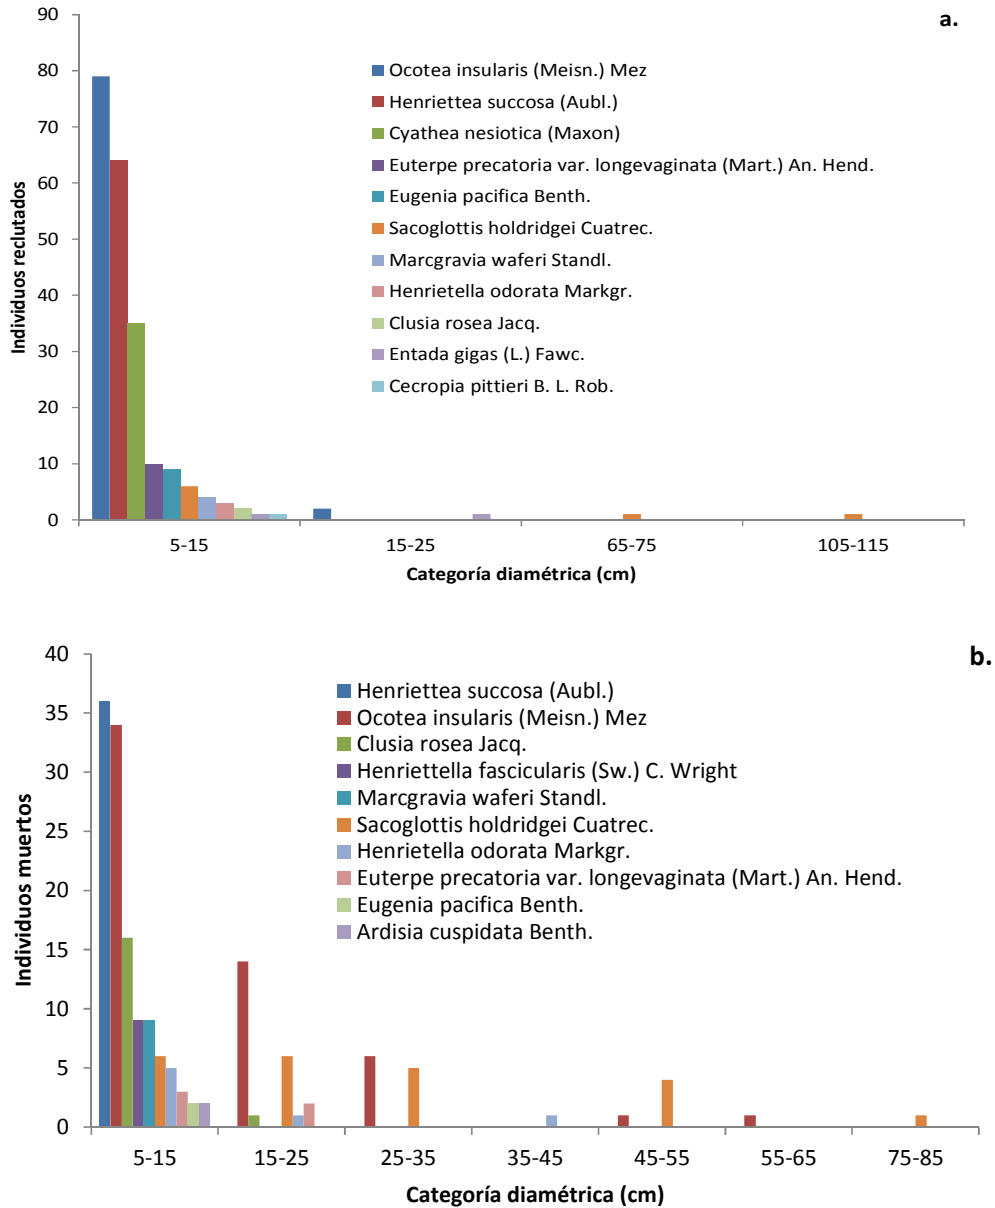 a.
90
80
70
60
50
40
30
20
10
0
Individuos reclutados
Ocotea insularis (Meisn.) Mez
Henriettea succosa (Aubl.)
Cyathea nesiotica (Maxon)
Euterpe precatoria var. longevaginata (Mart.) An. Hend.
Eugenia pacifica Benth.
Sacoglottis holdridgei Cuatrec.
Marcgravia waferi Standl.
Henrietella odorata Markgr.
Clusia rosea Jacq.
Entada gigas (L.) Fawc.
Cecropia pittieri B. L. Rob.
5-15 15-25 65-75 105-115
Categoría diamétrica (cm)
b.
40
35
30
25
20
15
10
5
0
Individuos muertos
Henriettea succosa (Aubl.)
Ocotea insularis (Meisn.) Mez
Clusia rosea Jacq.
Henriettella fascicularis (Sw.) C. Wright
Marcgravia waferi Standl.
Sacoglottis holdridgei Cuatrec.
Henrietella odorata Markgr.
Euterpe precatoria var. longevaginata (Mart.) An. Hend.
Eugenia pacifica Benth.
Ardisia cuspidata Benth.
5-15 15-25 25-35 35-45 45-55 55-65 75-85
Categoría diamétrica (cm)